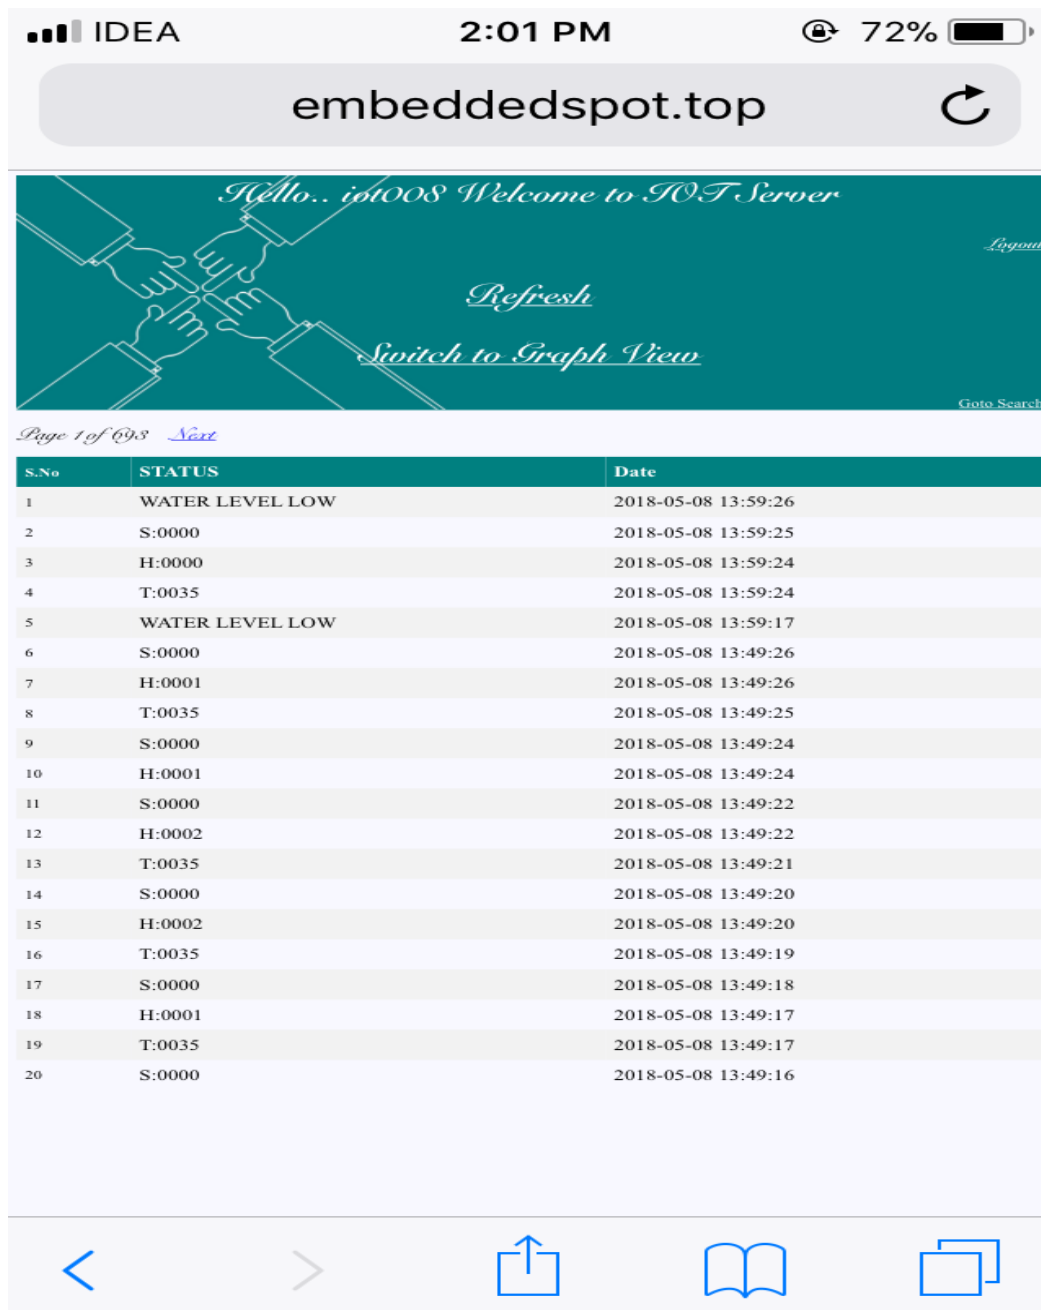 IDEA 2:01 PM 72%
embeddedspot.top
Hello.. iot008 Welcome to IOT Server
Logout
Refresh
Switch to Graph View
Goto Search
Page 1 of 693 Next
S.No STATUS Date
1 WATER LEVEL LOW 2018-05-08 13:59:26
2 S:0000 2018-05-08 13:59:25
3 H:0000 2018-05-08 13:59:24
4 T:0035 2018-05-08 13:59:24
5 WATER LEVEL LOW 2018-05-08 13:59:17
6 S:0000 2018-05-08 13:49:26
7 H:0001 2018-05-08 13:49:26
8 T:0035 2018-05-08 13:49:25
9 S:0000 2018-05-08 13:49:24
10 H:0001 2018-05-08 13:49:24
11 S:0000 2018-05-08 13:49:22
12 H:0002 2018-05-08 13:49:22
13 T:0035 2018-05-08 13:49:21
14 S:0000 2018-05-08 13:49:20
15 H:0002 2018-05-08 13:49:20
16 T:0035 2018-05-08 13:49:19
17 S:0000 2018-05-08 13:49:18
18 H:0001 2018-05-08 13:49:17
19 T:0035 2018-05-08 13:49:17
20 S:0000 2018-05-08 13:49:16